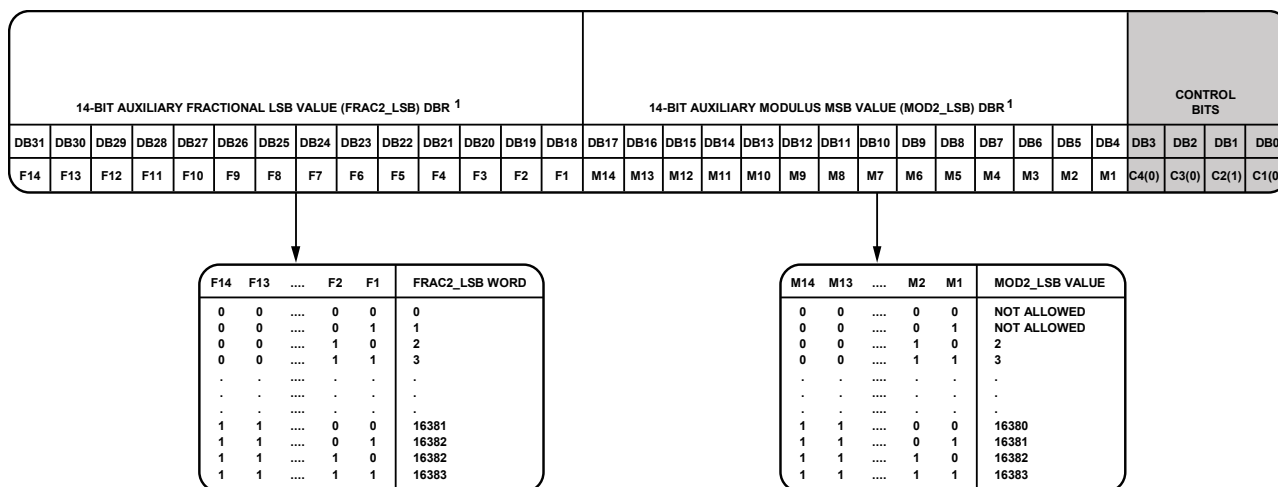 14-BIT AUXILIARY FRACTIONAL LSB VALUE (FRAC2_LSB) DBR 1
14-BIT AUXILIARY MODULUS MSB VALUE (MOD2_LSB) DBR 1
CONTROL
BITS
DB31 DB30 DB29 DB28 DB27 DB26 DB25 DB24 DB23 DB22 DB21 DB20 DB19 DB18 DB17 DB16 DB15 DB14 DB13 DB12 DB11 DB10 DB9 DB8 DB7 DB6 DB5 DB4 DB3 DB2 DB1 DB0
F14 F13 F12 F11 F10 F9 F8 F7 F6 F5 F4 F3 F2 F1 M14 M13 M12 M11 M10 M9 M8 M7 M6 M5 M4 M3 M2 M1 C4(0) C3(0) C2(1) C1(0
F14 F13 .... F2 F1 FRAC2_LSB WORD
0 0 .... 0 0 0
0 0 .... 0 1 1
0 0 .... 1 0 2
0 0 .... 1 1 3
. . .... . . .
. . .... . . .
. . .... . . .
1 1 .... 0 0 16381
1 1 .... 0 1 16382
1 1 .... 1 0 16382
1 1 .... 1 1 16383
M14 M13 .... M2 M1 MOD2_LSB VALUE
0 0 .... 0 0 NOT ALLOWED
0 0 .... 0 1 NOT ALLOWED
0 0 .... 1 0 2
0 0 .... 1 1 3
. . .... . . .
. . .... . . .
. . .... . . .
1 1 .... 0 0 16380
1 1 .... 0 1 16381
1 1 .... 1 0 16382
1 1 .... 1 1 16383